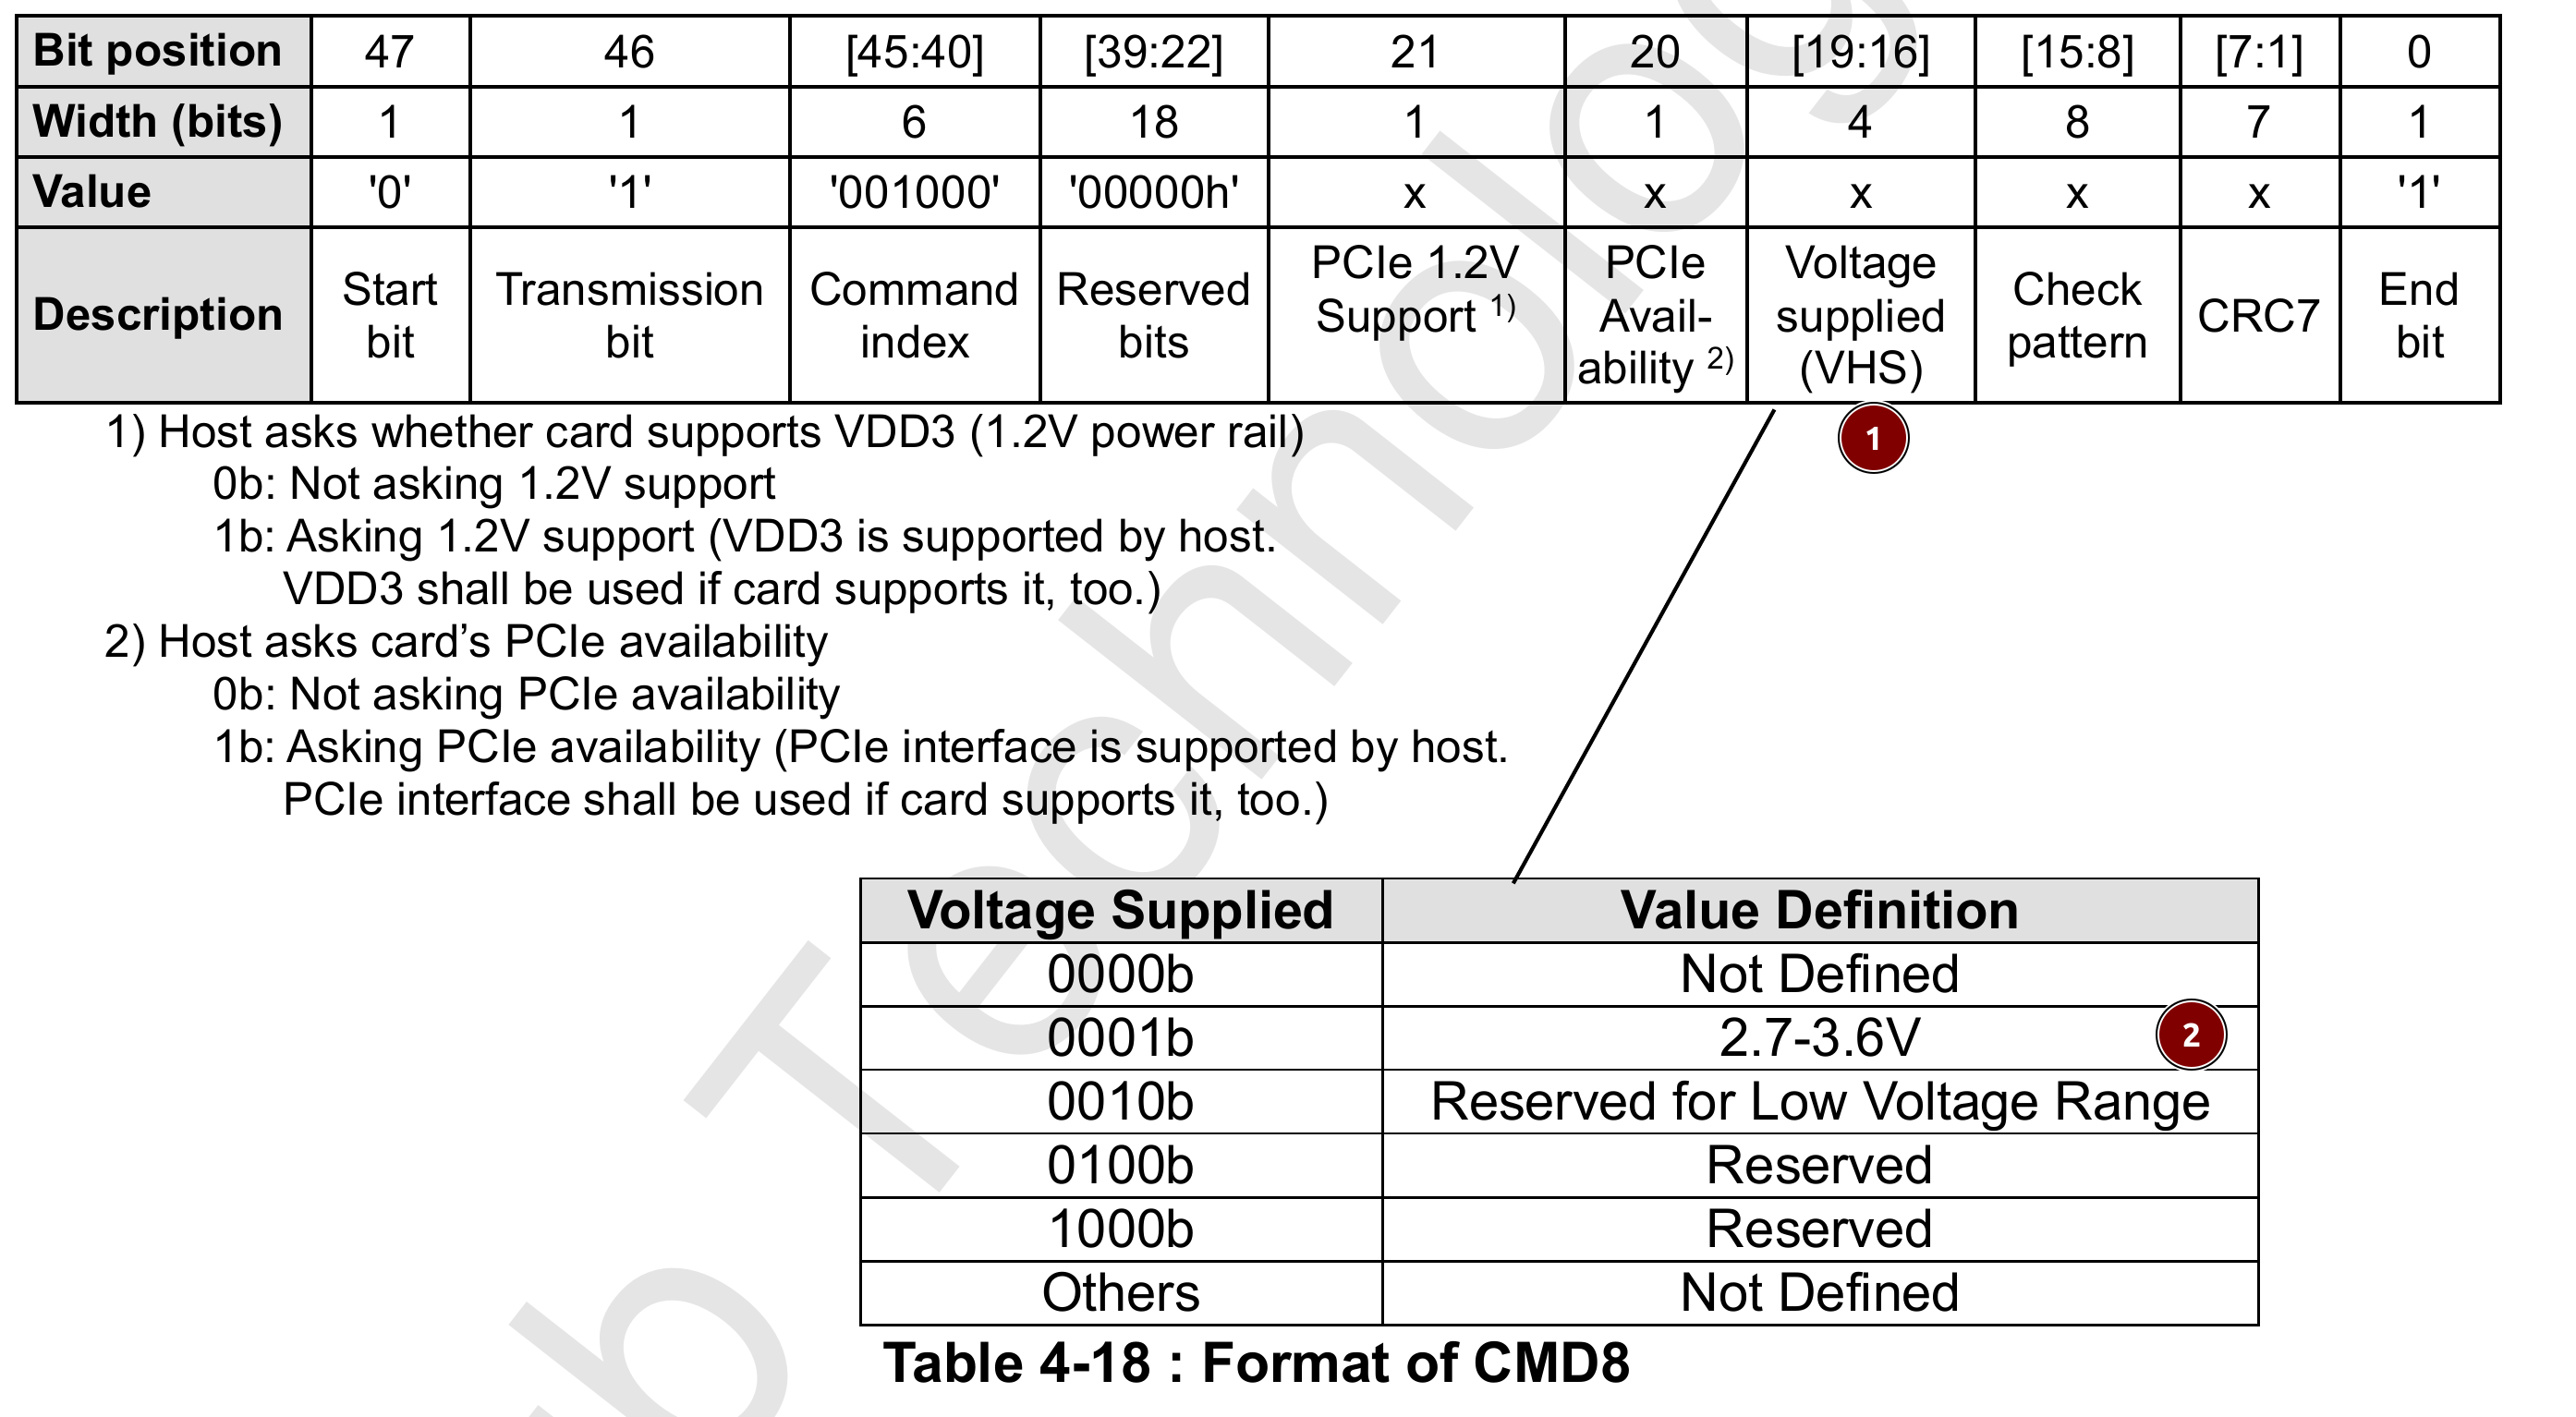 Bit position 47 46 [45:40] [39:22] 21 20 [19:16] [15:8] [7:1] 0
Width (bits) 1 1 6 18 1 1 4 8 7 1
Value '0' '1' '001000' '00000h' x x x x x '1'
Description Start bit Transmission bit Command index Reserved bits PCIe 1.2V Support 1) PCIe Avail-ability 2) Voltage supplied (VHS) Check pattern CRC7 End bit
1
1) Host asks whether card supports VDD3 (1.2V power rail)
0b: Not asking 1.2V support
1b: Asking 1.2V support (VDD3 is supported by host.
VDD3 shall be used if card supports it, too.)
2) Host asks card’s PCIe availability
0b: Not asking PCIe availability
1b: Asking PCIe availability (PCIe interface is supported by host.
PCIe interface shall be used if card supports it, too.)
Voltage Supplied Value Definition
0000b Not Defined
0001b 2.7-3.6V 2
0010b Reserved for Low Voltage Range
0100b Reserved
1000b Reserved
Others Not Defined
Table 4-18 : Format of CMD8